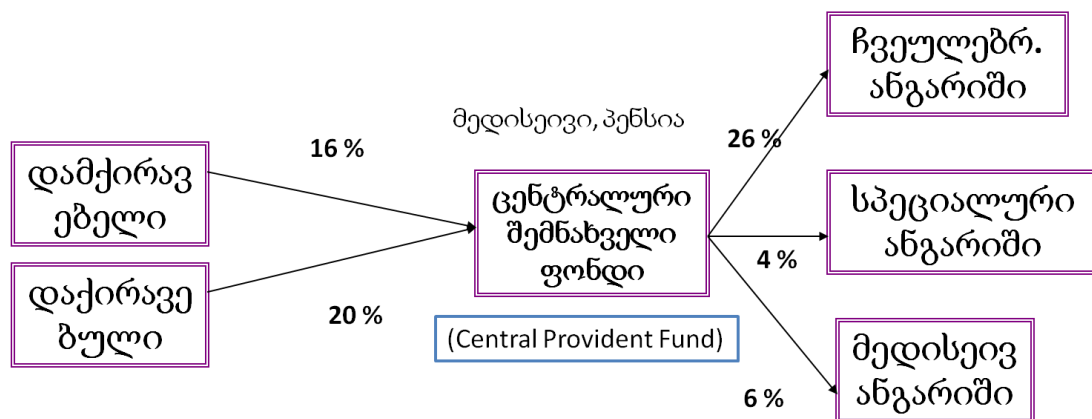 დამქირავ
ებელი
დაქირავე
ბული
16 %
20 %
მედისეივი, პენსია
ცენტრალური
შემნახველი
ფონდი
(Central Provident Fund)
26 %
4 %
6 %
ჩვეულებრ.
ანგარიში
სპეციალური
ანგარიში
მედისეივ
ანგარიში